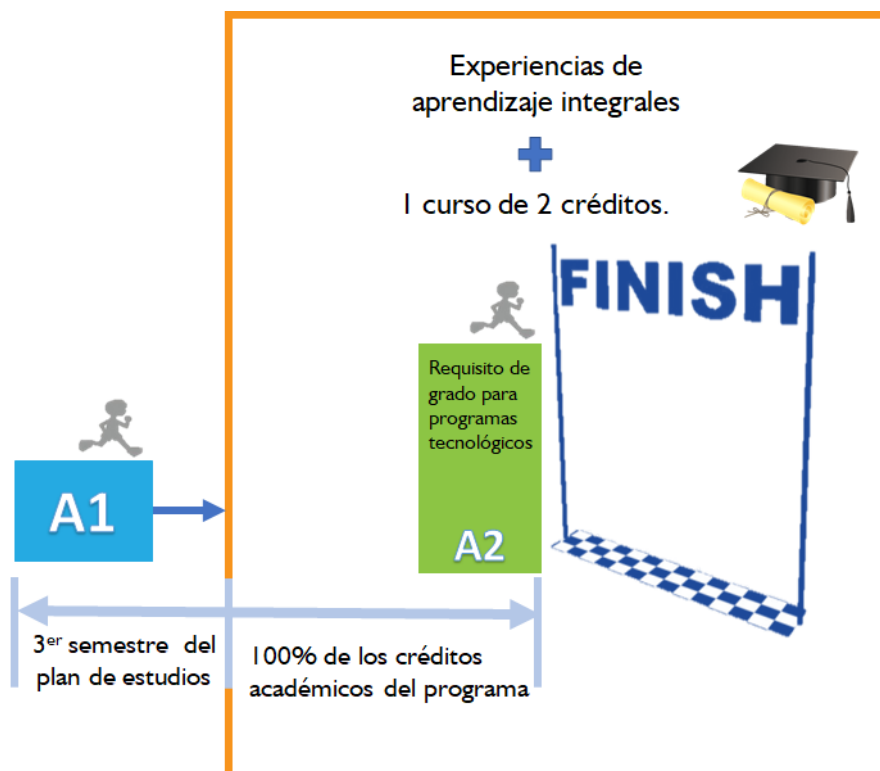 Experiencias de
aprendizaje integrales
1 curso de 2 créditos.
FINISH
Requisito de
grado para
programas
tecnológicos
A2
A1
3er semestre del
plan de estudios
100% de los créditos
académicos del programa